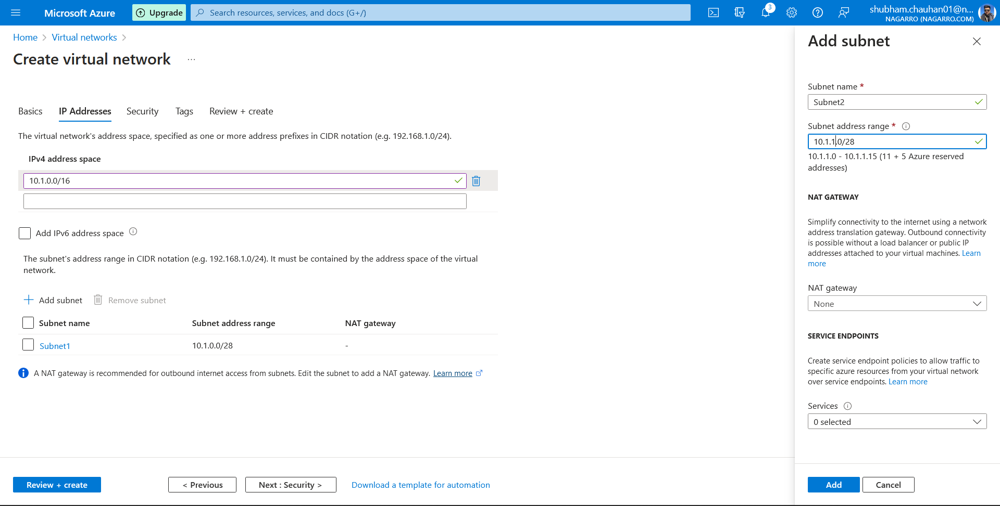 Microsoft Azure
Upgrade
Search resources, services, and docs (G+/)
3
shubham.chauhan01@n...
NAGARRO (NAGARRO.COM)
Home > Virtual networks >
Create virtual network ...
Basics
IP Addresses
Security
Tags
Review + create
The virtual network's address space, specified as one or more address prefixes in CIDR notation (e.g. 192.168.1.0/24).
IPv4 address space
10.1.0.0/16
Add IPv6 address space
The subnet's address range in CIDR notation (e.g. 192.168.1.0/24). It must be contained by the address space of the virtual
network.
+ Add subnet
Remove subnet
Subnet name
Subnet address range
NAT gateway
Subnet1
10.1.0.0/28
-
A NAT gateway is recommended for outbound internet access from subnets. Edit the subnet to add a NAT gateway. Learn more
Review + create
< Previous
Next : Security >
Download a template for automation
Add subnet
Subnet name *
Subnet2
Subnet address range *
10.1.1.0/28
10.1.1.0 - 10.1.1.15 (11 + 5 Azure reserved
addresses)
NAT GATEWAY
Simplify connectivity to the internet using a network
address translation gateway. Outbound connectivity
is possible without a load balancer or public IP
addresses attached to your virtual machines. Learn
more
NAT gateway
None
SERVICE ENDPOINTS
Create service endpoint policies to allow traffic to
specific azure resources from your virtual network
over service endpoints. Learn more
Services
0 selected
Add
Cancel